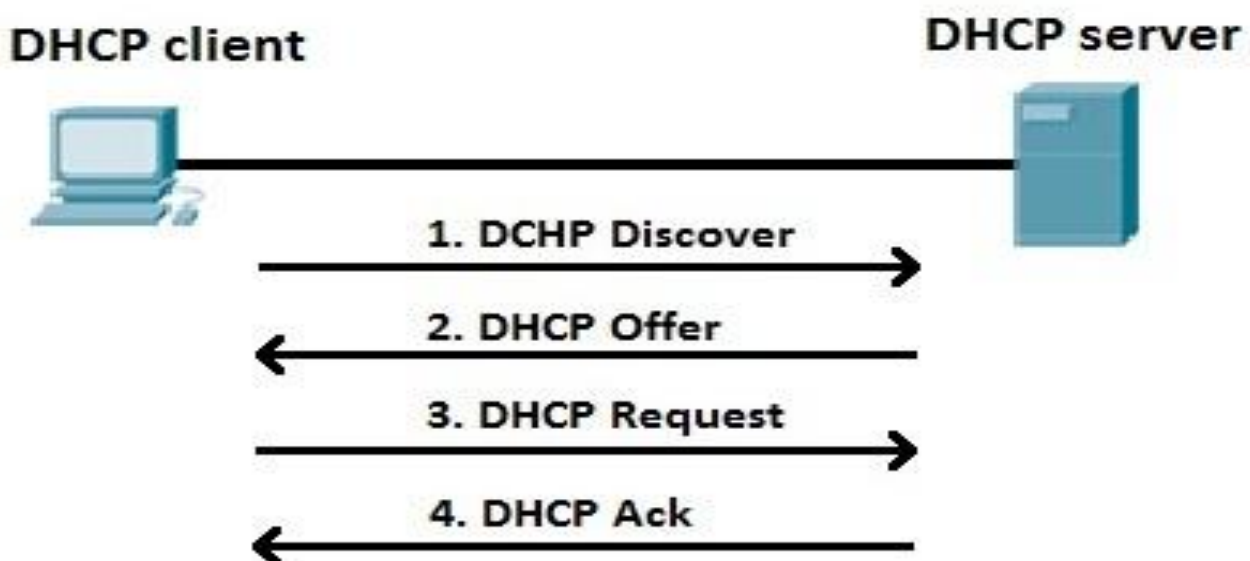 DHCP client
DHCP server
1. DCHP Discover
2. DHCP Offer
3. DHCP Request
4. DHCP Ack